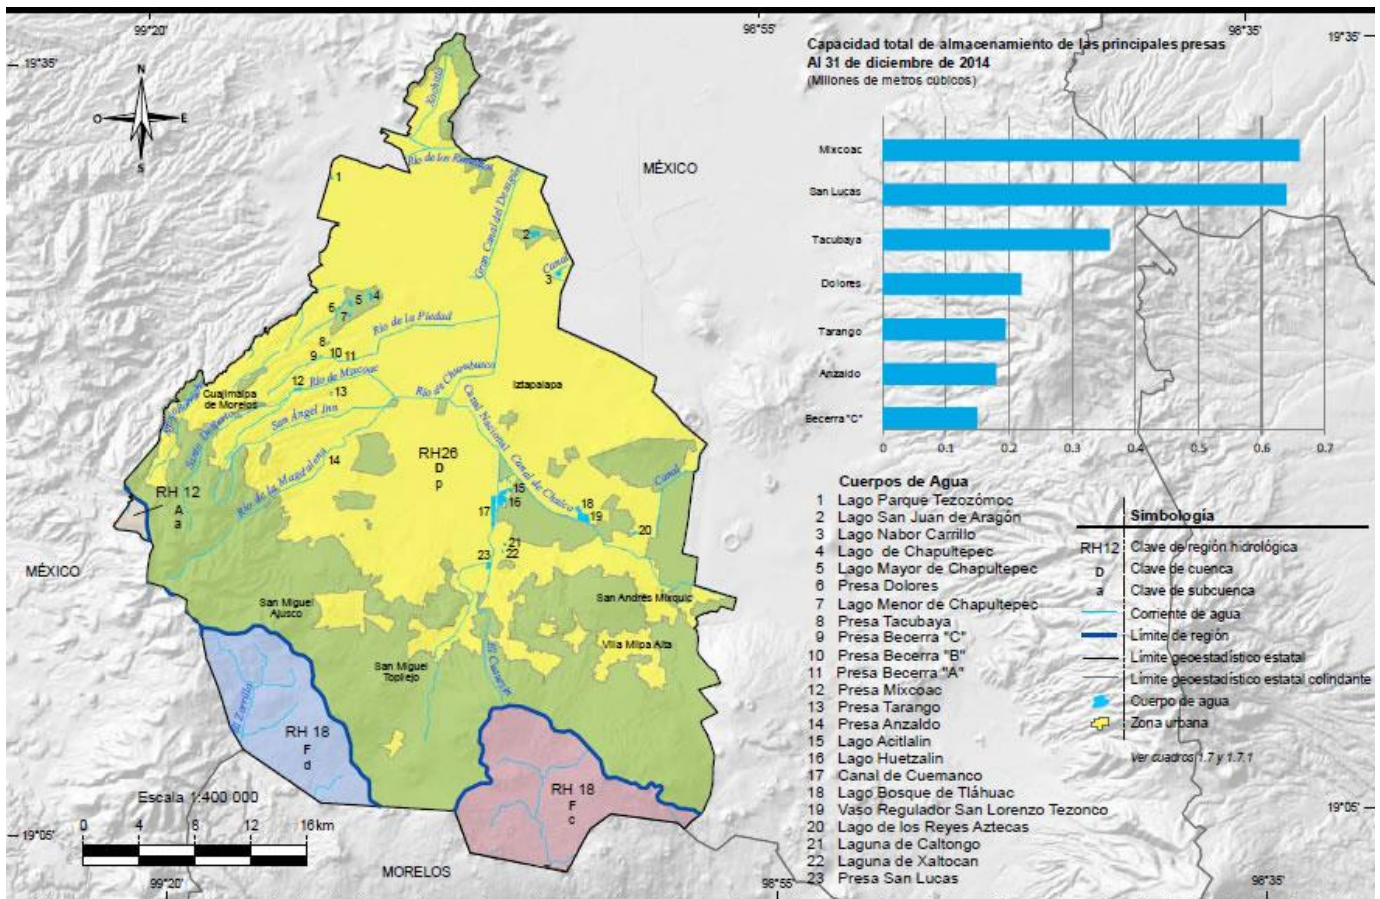 99°20'
98°55'
98°35'
19°35'
19°35'
Capacidad total de almacenamiento de las principales presas
Al 31 de diciembre de 2014
(Millones de metros cúbicos)
Mixcoac
San Lucas
Tacubaya
Dolores
Tarango
Anzaldo
Becerra "C"
0 0.1 0.2 0.3 0.4 0.5 0.6 0.7
N
O E
S
MÉXICO
Xochitla
Río de los Remedios
1
Gran Canal del Desagüe
2
Canal
3
4
5
6
7
Río de la Piedad
8
9 10 11
Río de Mixcoac
12
13
Río de Churubusco
Iztapalapa
Cuajimalpa
de Morelos
San Ángel Inn
Canal Nacional
Canal de Chalco
Canal
14
Río de la Magdalena
RH26
D
p
RH 12
A
a
15
16
17
18
19
20
21
22
23
MÉXICO
San Miguel
Ajusco
San Andrés Mixquic
Villa Milpa Alta
San Miguel
Topilejo
El Zorrillo
RH 18
F
d
RH 18
F
c
Escala 1:400 000
0 4 8 12 16 km
19°05'
19°05'
MORELOS
99°20'
98°55'
98°35'
Cuerpos de Agua
1 Lago Parque Tezozómoc
2 Lago San Juan de Aragón
3 Lago Nabor Carrillo
4 Lago de Chapultepec
5 Lago Mayor de Chapultepec
6 Presa Dolores
7 Lago Menor de Chapultepec
8 Presa Tacubaya
9 Presa Becerra "C"
10 Presa Becerra "B"
11 Presa Becerra "A"
12 Presa Mixcoac
13 Presa Tarango
14 Presa Anzaldo
15 Lago Acitlalin
16 Lago Huetzalin
17 Canal de Cuemanco
18 Lago Bosque de Tláhuac
19 Vaso Regulador San Lorenzo Tezonco
20 Lago de los Reyes Aztecas
21 Laguna de Caltongo
22 Laguna de Xaltocan
23 Presa San Lucas
Simbología
RH12 Clave de región hidrológica
D Clave de cuenca
a Clave de subcuenca
Corriente de agua
Límite de región
Límite geoestadístico estatal
Límite geoestadístico estatal colindante
Cuerpo de agua
Zona urbana
Ver cuadros 1.7 y 1.7.1